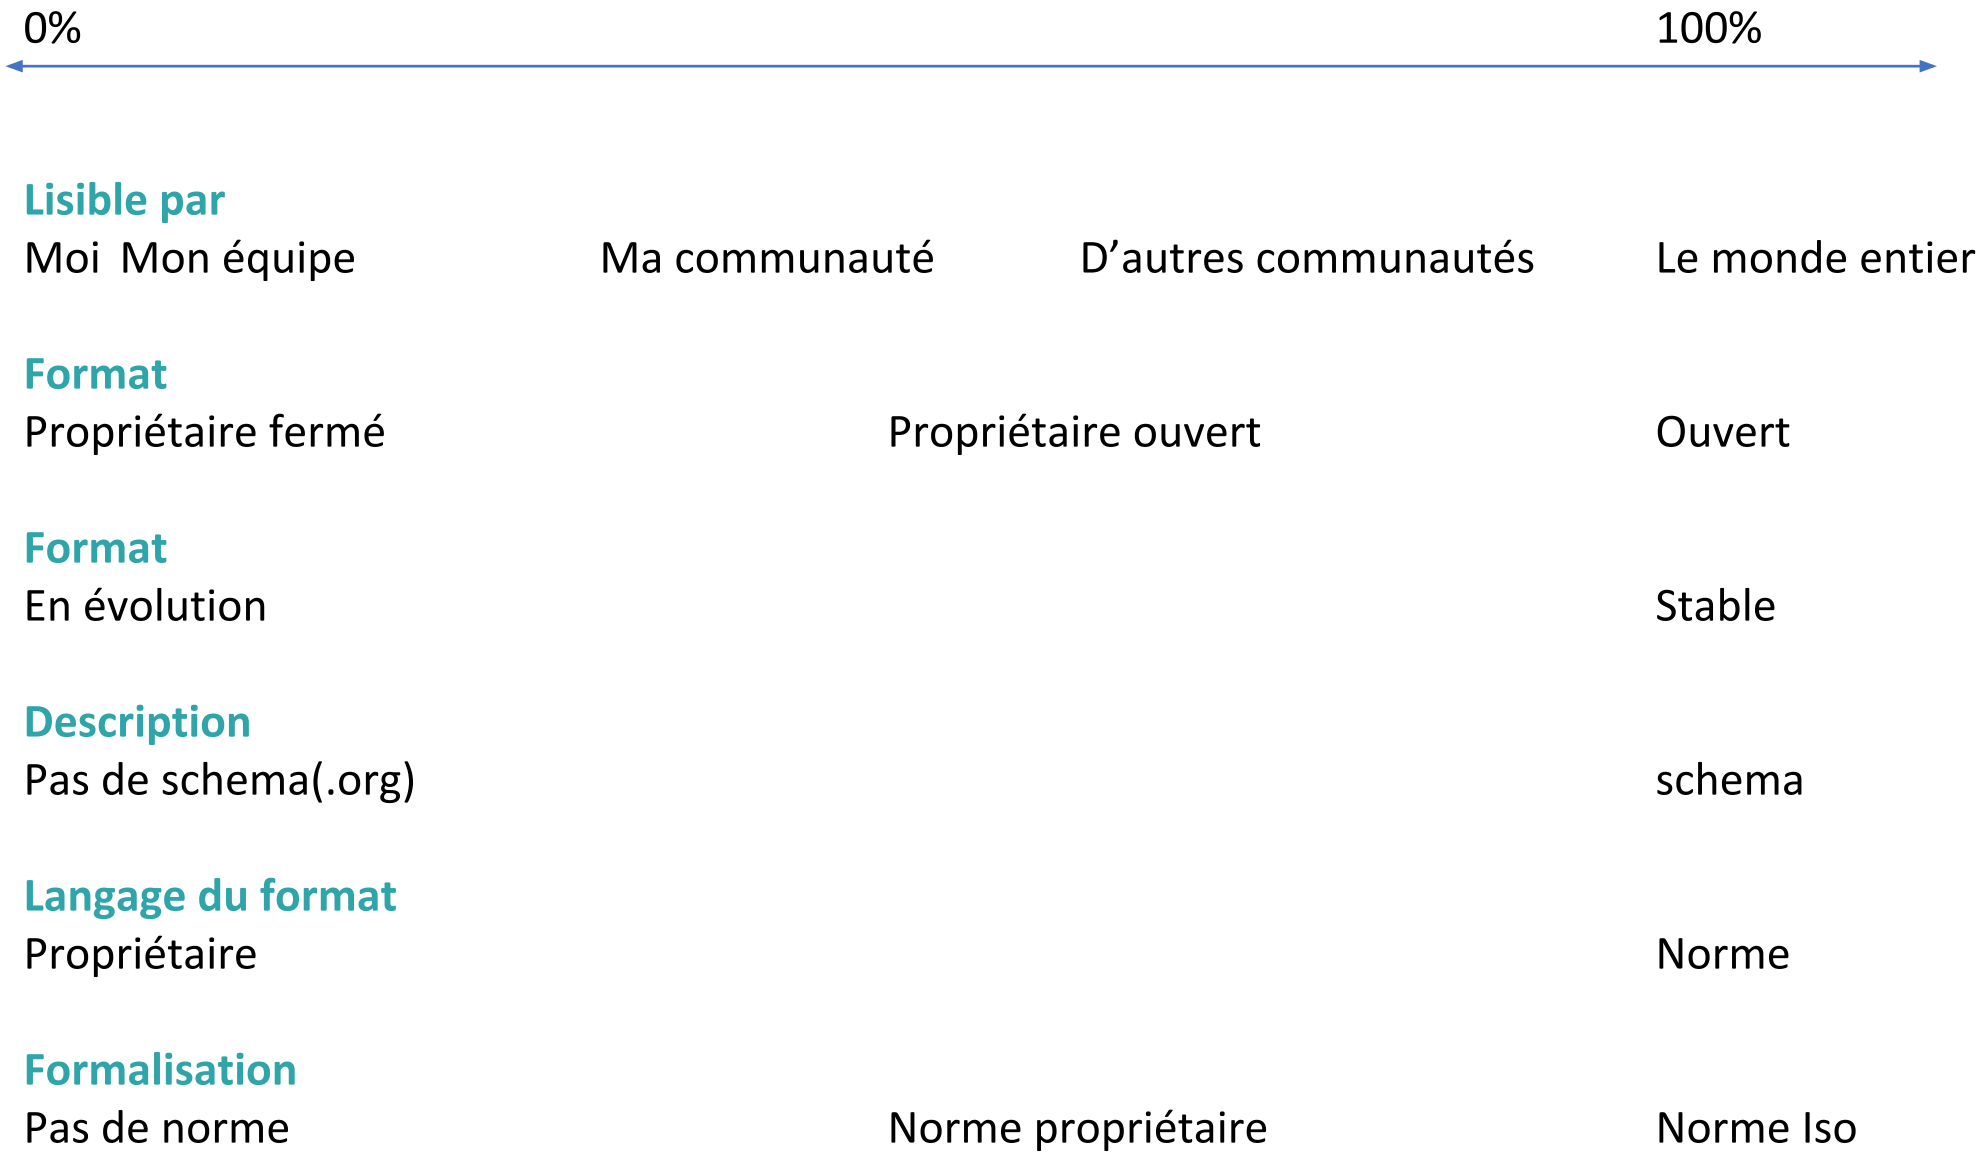 0% 100%
Lisible par
Moi Mon équipe Ma communauté D’autres communautés Le monde entier
Format
Propriétaire fermé Propriétaire ouvert Ouvert
Format
En évolution Stable
Description
Pas de schema(.org) schema
Langage du format
Propriétaire Norme
Formalisation
Pas de norme Norme propriétaire Norme Iso